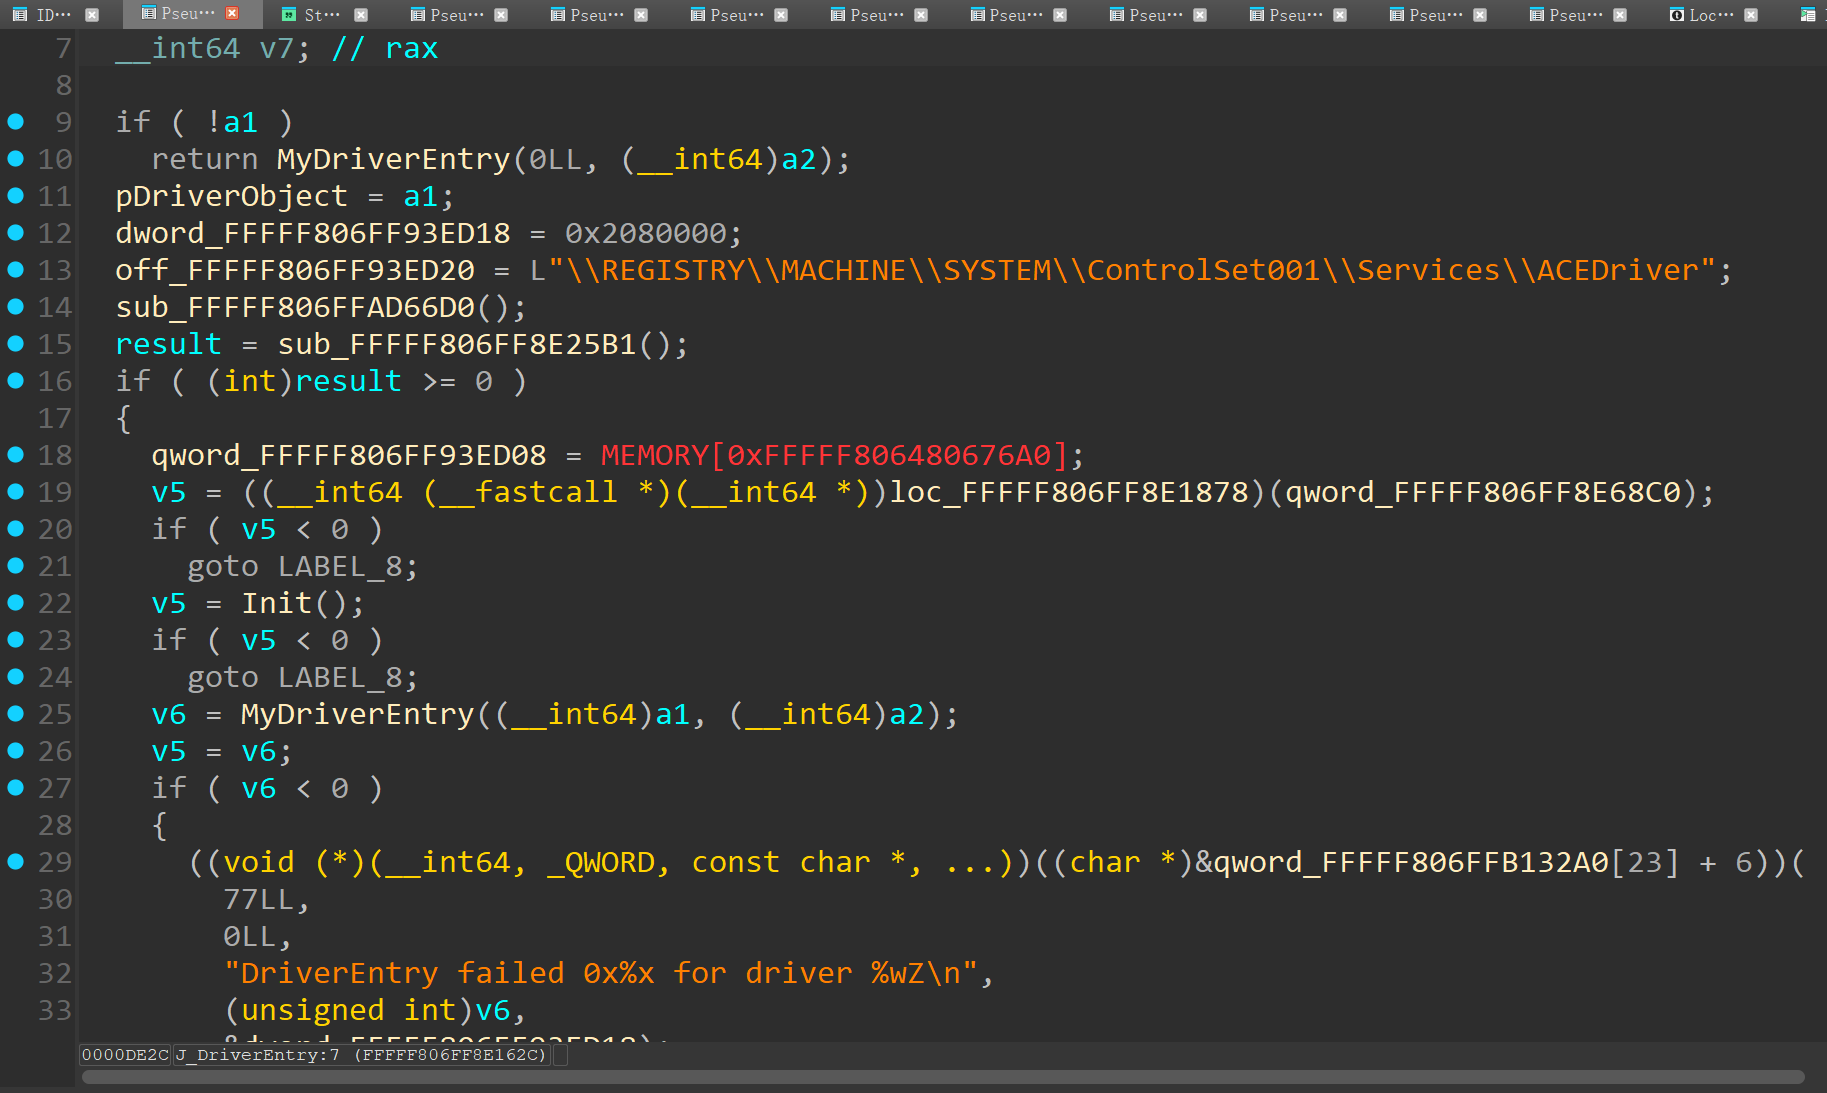 ID··· Pseu··· St··· Pseu··· Pseu··· Pseu··· Pseu··· Pseu··· Pseu··· Pseu··· Pseu··· Pseu··· Loc···
7 __int64 v7; // rax
8
9 if ( !a1 )
10 return MyDriverEntry(0LL, (__int64)a2);
11 pDriverObject = a1;
12 dword_FFFFF806FF93ED18 = 0x2080000;
13 off_FFFFF806FF93ED20 = L"\\REGISTRY\\MACHINE\\SYSTEM\\ControlSet001\\Services\\ACEDriver";
14 sub_FFFFF806FFAD66D0();
15 result = sub_FFFFF806FF8E25B1();
16 if ( (int)result >= 0 )
17 {
18 qword_FFFFF806FF93ED08 = MEMORY[0xFFFFF806480676A0];
19 v5 = ((__int64 (__fastcall *)(__int64 *))loc_FFFFF806FF8E1878)(qword_FFFFF806FF8E68C0);
20 if ( v5 < 0 )
21 goto LABEL_8;
22 v5 = Init();
23 if ( v5 < 0 )
24 goto LABEL_8;
25 v6 = MyDriverEntry((__int64)a1, (__int64)a2);
26 v5 = v6;
27 if ( v6 < 0 )
28 {
29 ((void (*)(__int64, _QWORD, const char *, ...))((char *)&qword_FFFFF806FFB132A0[23] + 6))(
30 77LL,
31 0LL,
32 "DriverEntry failed 0x%x for driver %wZ\n",
33 (unsigned int)v6,
&dword_FFFFF806FF93ED18);
0000DE2C J_DriverEntry:7 (FFFFF806FF8E162C)